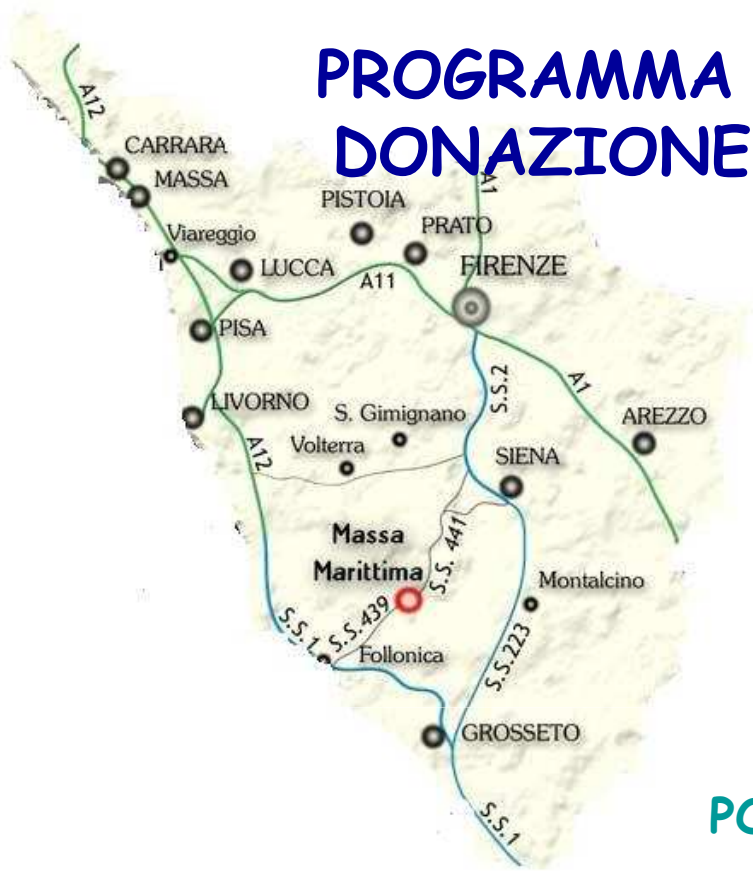 PROGRAMMA
DONAZIONE
A12
CARRARA
MASSA
A1
PISTOIA
PRATO
Viareggio
LUCCA
A11
FIRENZE
PISA
S.S.2
A1
LIVORNO
S. Gimignano
AREZZO
A12
Volterra
SIENA
Massa
Marittima
S.S. 441
Montalcino
S.S.1
S.S.439
Follonica
S.S.223
GROSSETO
S.S.1